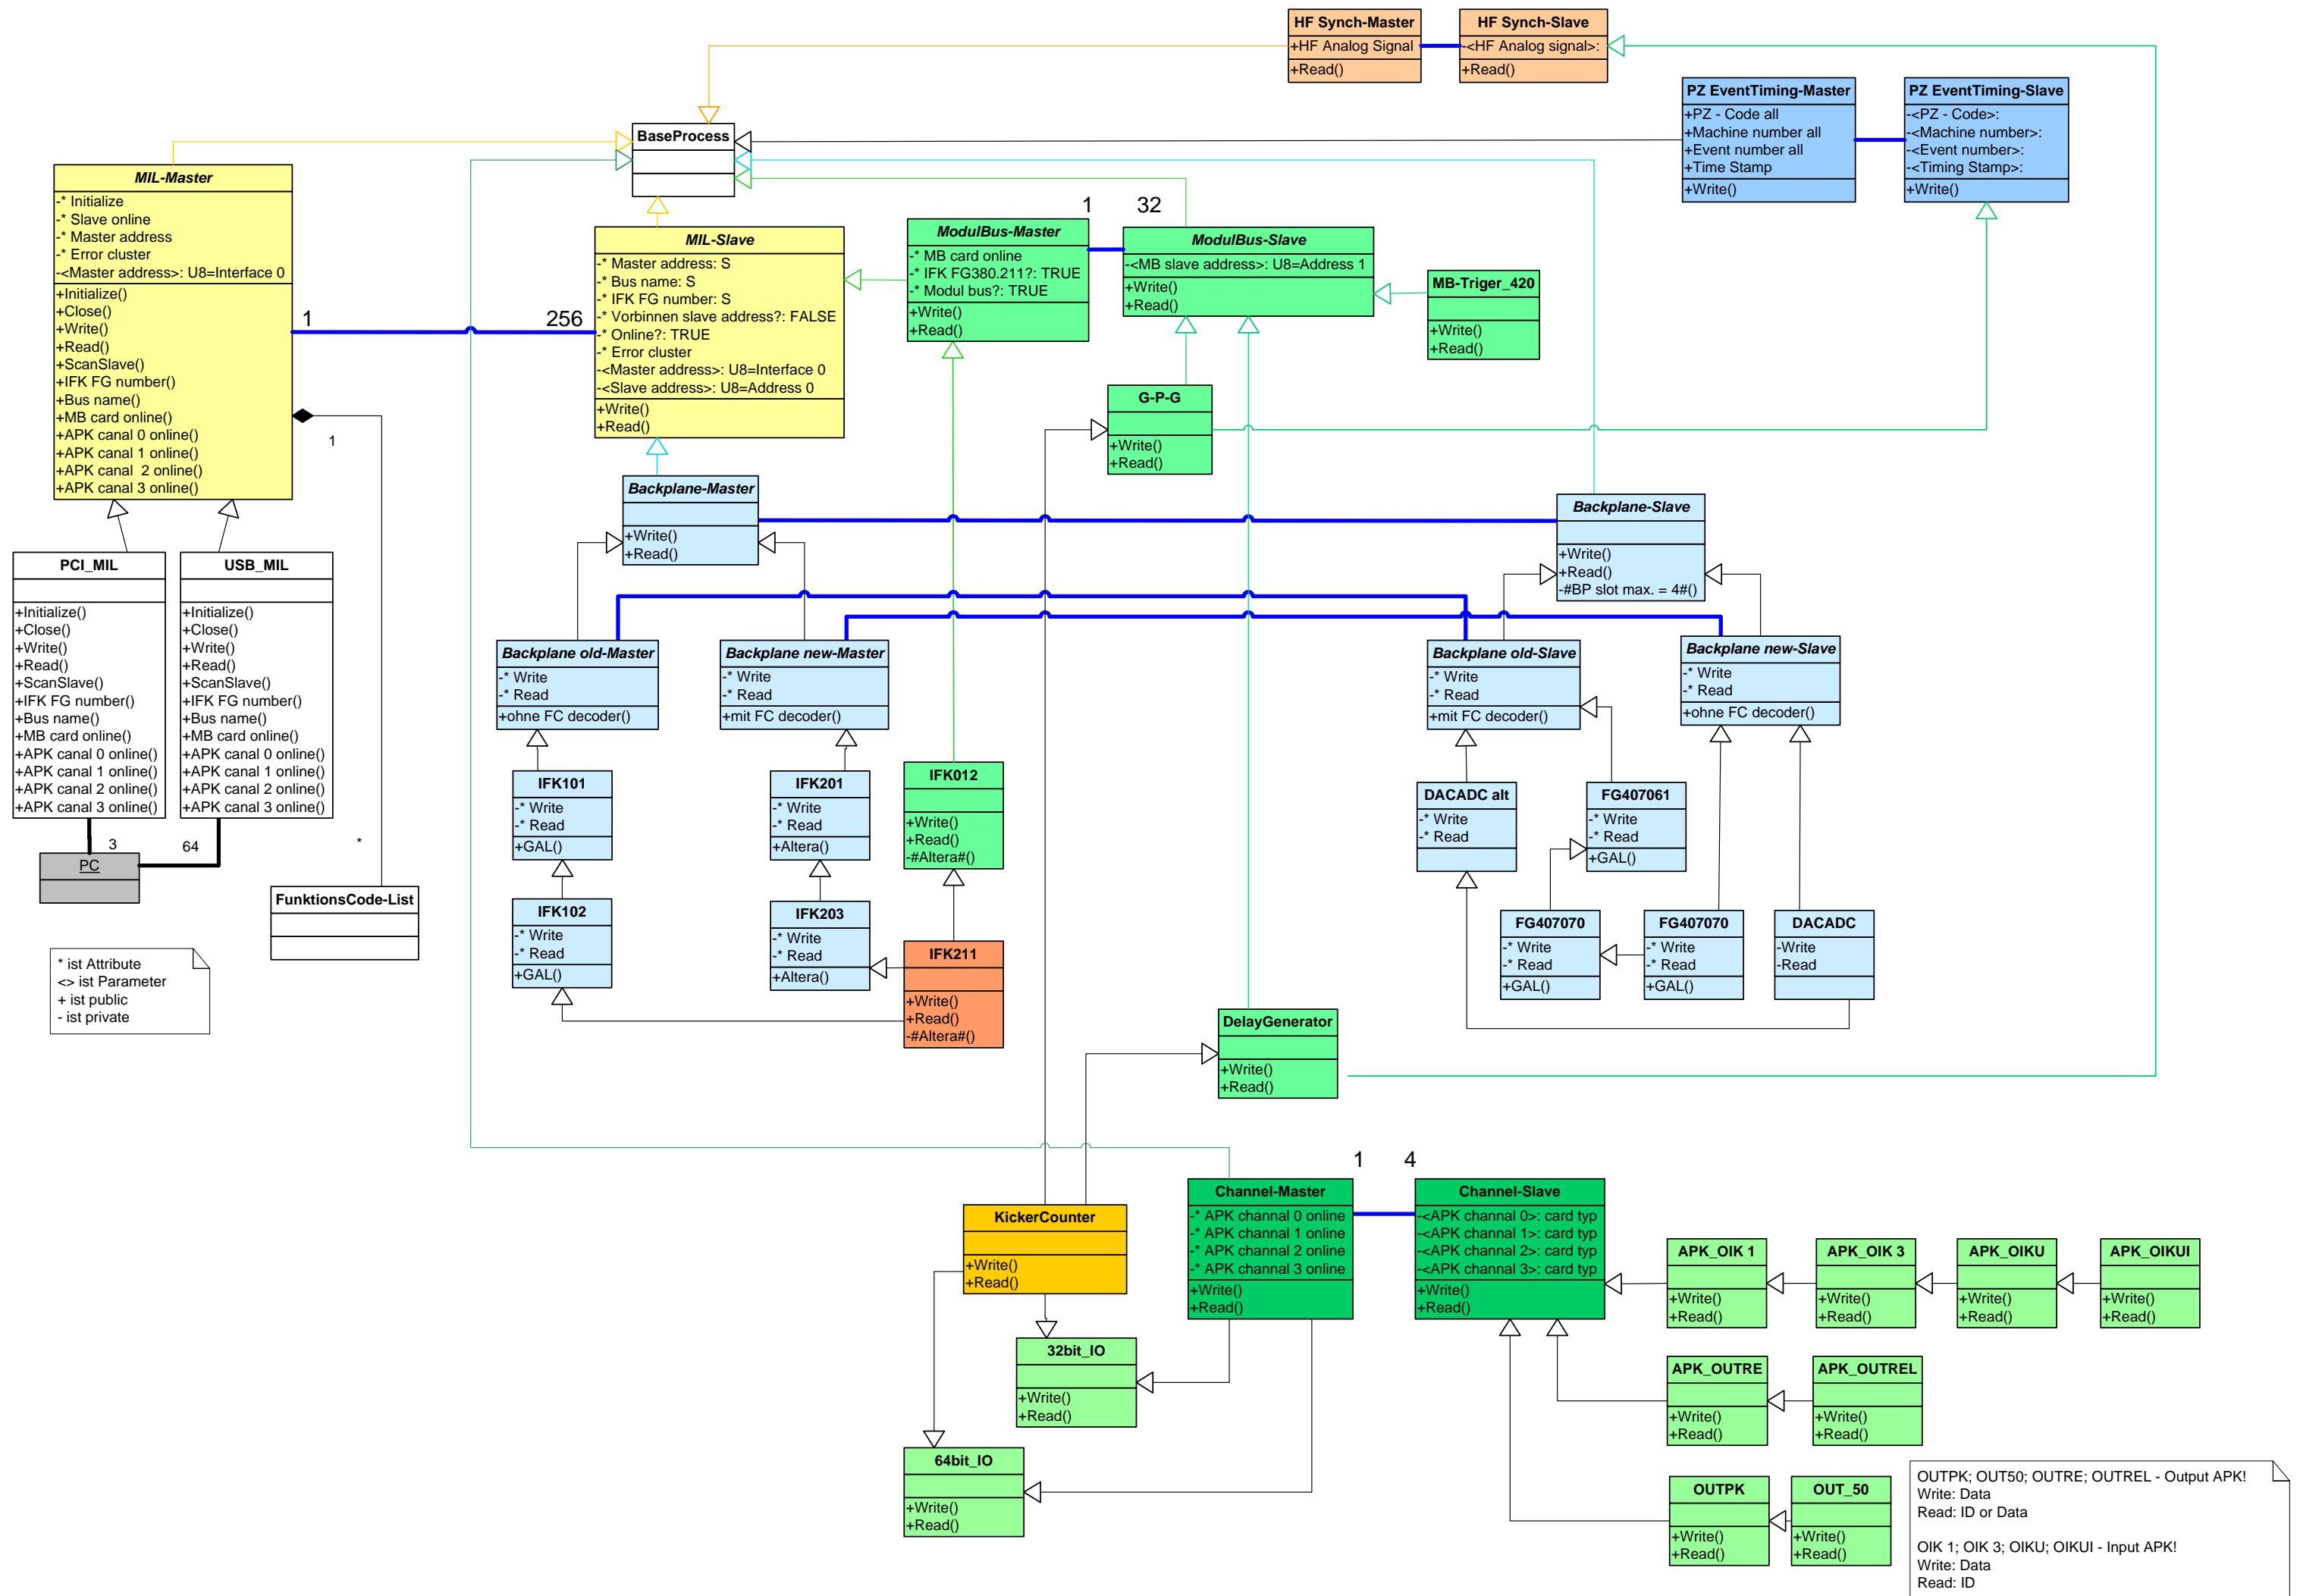 HF Synch-Master
+HF Analog Signal
+Read()
HF Synch-Slave
-<HF Analog signal>:
+Read()
PZ EventTiming-Master
+PZ - Code all
+Machine number all
+Event number all
+Time Stamp
+Write()
PZ EventTiming-Slave
-<PZ - Code>:
-<Machine number>:
-<Event number>:
-<Timing Stamp>:
+Write()
BaseProcess
MIL-Master
-* Initialize
-* Slave online
-* Master address
-* Error cluster
-<Master address>: U8=Interface 0
+Initialize()
+Close()
+Write()
+Read()
+ScanSlave()
+IFK FG number()
+Bus name()
+MB card online()
+APK canal 0 online()
+APK canal 1 online()
+APK canal  2 online()
+APK canal 3 online()
1
256
1
MIL-Slave
-* Master address: S
-* Bus name: S
-* IFK FG number: S
-* Vorbinnen slave address?: FALSE
-* Online?: TRUE
-* Error cluster
-<Master address>: U8=Interface 0
-<Slave address>: U8=Address 0
+Write()
+Read()
1
32
ModulBus-Master
-* MB card online
-* IFK FG380.211?: TRUE
-* Modul bus?: TRUE
+Write()
+Read()
ModulBus-Slave
-<MB slave address>: U8=Address 1
+Write()
+Read()
MB-Triger_420
+Write()
+Read()
G-P-G
+Write()
+Read()
Backplane-Master
+Write()
+Read()
Backplane-Slave
+Write()
+Read()
-#BP slot max. = 4#()
PCI_MIL
+Initialize()
+Close()
+Write()
+Read()
+ScanSlave()
+IFK FG number()
+Bus name()
+MB card online()
+APK canal 0 online()
+APK canal 1 online()
+APK canal 2 online()
+APK canal 3 online()
USB_MIL
+Initialize()
+Close()
+Write()
+Read()
+ScanSlave()
+IFK FG number()
+Bus name()
+MB card online()
+APK canal 0 online()
+APK canal 1 online()
+APK canal 2 online()
+APK canal 3 online()
3
64
*
PC
FunktionsCode-List
* ist Attribute
<> ist Parameter
+ ist public
- ist private
Backplane old-Master
-* Write
-* Read
+ohne FC decoder()
Backplane new-Master
-* Write
-* Read
+mit FC decoder()
Backplane old-Slave
-* Write
-* Read
+mit FC decoder()
Backplane new-Slave
-* Write
-* Read
+ohne FC decoder()
IFK101
-* Write
-* Read
+GAL()
IFK201
-* Write
-* Read
+Altera()
IFK012
+Write()
+Read()
-#Altera#()
DACADC alt
-* Write
-* Read
FG407061
-* Write
-* Read
+GAL()
IFK102
-* Write
-* Read
+GAL()
IFK203
-* Write
-* Read
+Altera()
IFK211
+Write()
+Read()
-#Altera#()
FG407070
-* Write
-* Read
+GAL()
FG407070
-* Write
-* Read
+GAL()
DACADC
-Write
-Read
DelayGenerator
+Write()
+Read()
1
4
KickerCounter
+Write()
+Read()
Channel-Master
-* APK channal 0 online
-* APK channel 1 online
-* APK channel 2 online
-* APK channel 3 online
+Write()
+Read()
Channel-Slave
-<APK channal 0>: card typ
-<APK channel 1>: card typ
-<APK channel 2>: card typ
-<APK channel 3>: card typ
+Write()
+Read()
APK_OIK 1
+Write()
+Read()
APK_OIK 3
+Write()
+Read()
APK_OIKU
+Write()
+Read()
APK_OIKUI
+Write()
+Read()
32bit_IO
+Write()
+Read()
APK_OUTRE
+Write()
+Read()
APK_OUTREL
+Write()
+Read()
64bit_IO
+Write()
+Read()
OUTPK
+Write()
+Read()
OUT_50
+Write()
+Read()
OUTPK; OUT50; OUTRE; OUTREL - Output APK!
Write: Data
Read: ID or Data
OIK 1; OIK 3; OIKU; OIKUI - Input APK!
Write: Data
Read: ID